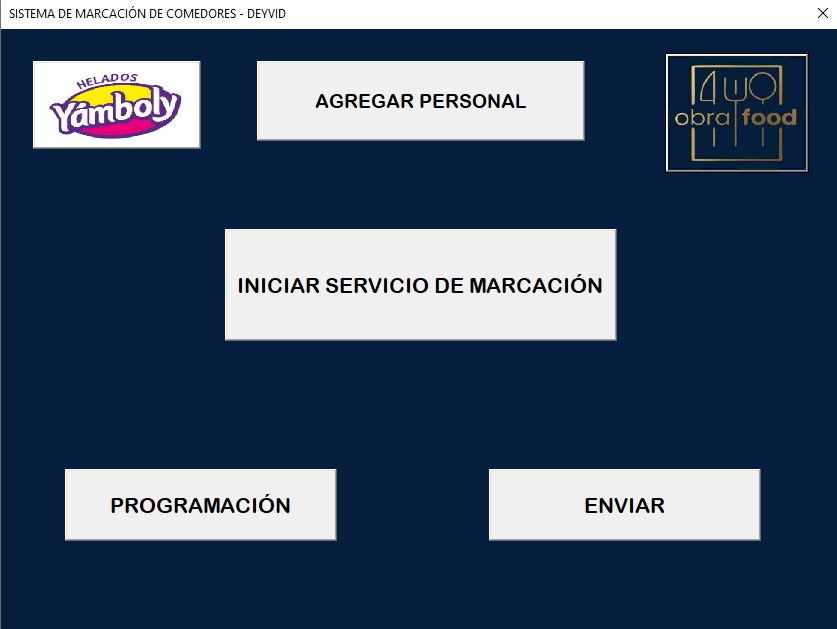 SISTEMA DE MARCACIÓN DE COMEDORES - DEYVID
HELADOS
Yámboly
AGREGAR PERSONAL
obra food
INICIAR SERVICIO DE MARCACIÓN
PROGRAMACIÓN
ENVIAR